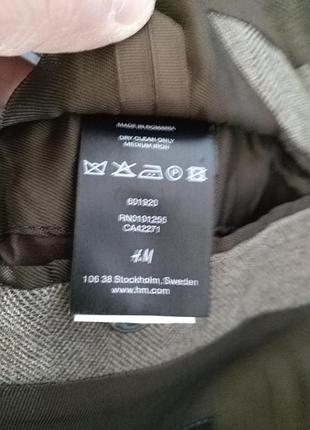 MADE IN ROMANIA
DRY CLEAN ONLY
MEDIUM IRON
P
601920
RN0101255
CA42271
H&M
106 38 Stockholm, Sweden
www.hm.com